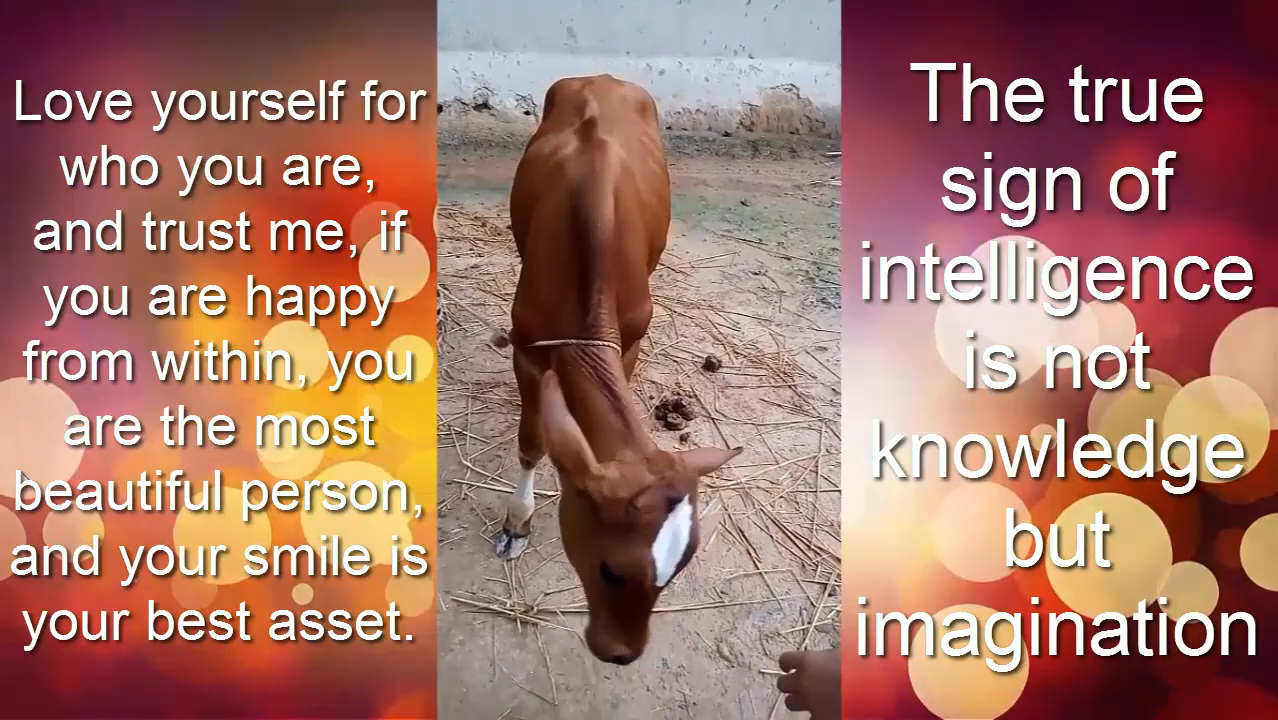 Love yourself for
who you are,
and trust me, if
you are happy
from within, you
are the most
beautiful person,
and your smile is
your best asset.
The true
sign of
intelligence
is not
knowledge
but
imagination